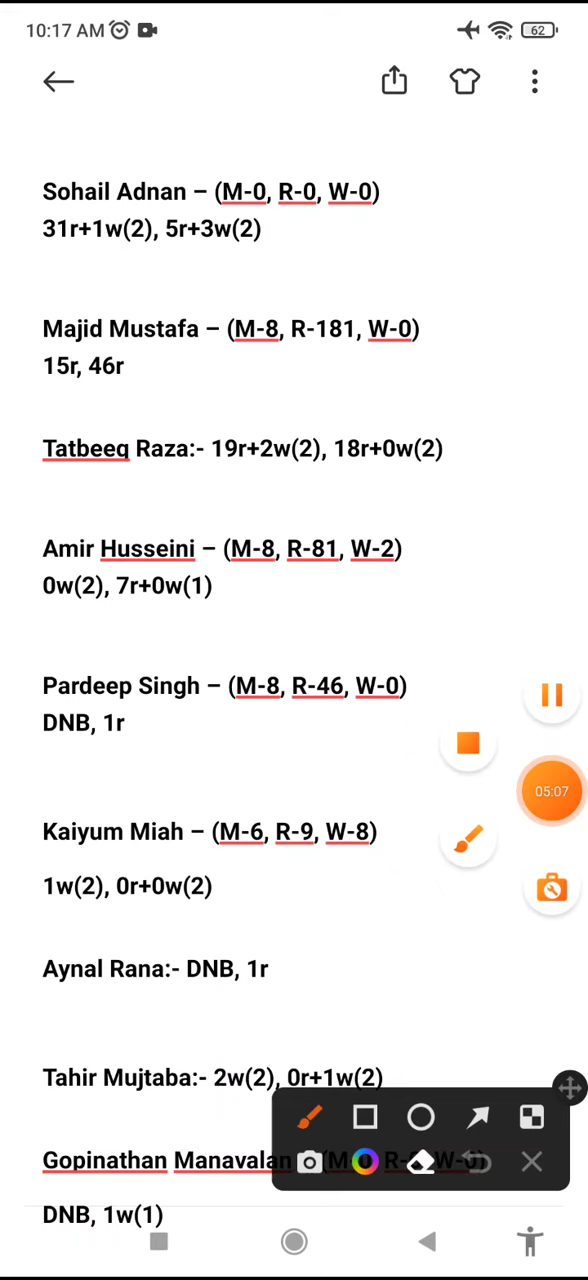 10:17 AM
62
Sohail Adnan – (M-0, R-0, W-0)
31r+1w(2), 5r+3w(2)
Majid Mustafa – (M-8, R-181, W-0)
15r, 46r
Tatbeeq Raza:- 19r+2w(2), 18r+0w(2)
Amir Husseini – (M-8, R-81, W-2)
0w(2), 7r+0w(1)
Pardeep Singh – (M-8, R-46, W-0)
DNB, 1r
05:07
Kaiyum Miah – (M-6, R-9, W-8)
1w(2), 0r+0w(2)
Aynal Rana:- DNB, 1r
Tahir Mujtaba:- 2w(2), 0r+1w(2)
Gopinathan Manavalan
DNB, 1w(1)